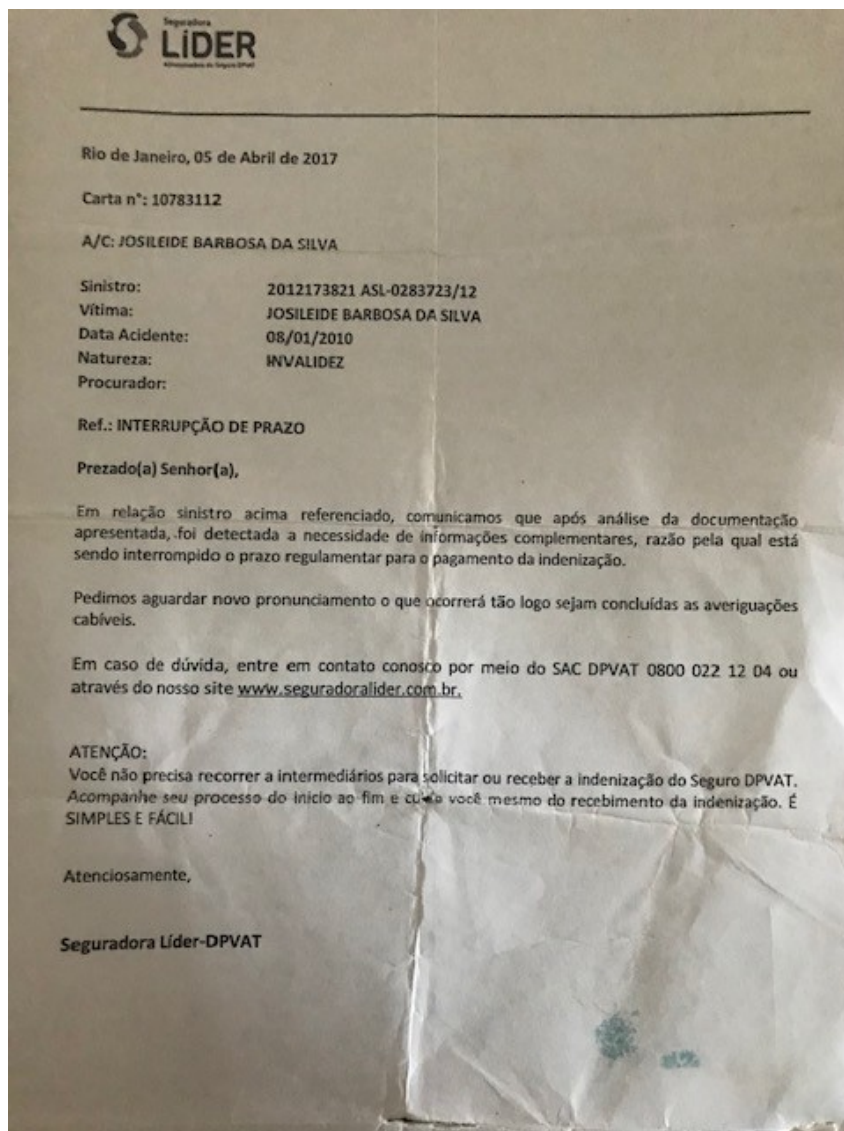 Seguradora
LÍDER
Administradora do Seguro DPVAT
Rio de Janeiro, 05 de Abril de 2017
Carta n°: 10783112
A/C: JOSILEIDE BARBOSA DA SILVA
Sinistro: 2012173821 ASL-0283723/12
Vítima: JOSILEIDE BARBOSA DA SILVA
Data Acidente: 08/01/2010
Natureza: INVALIDEZ
Procurador:
Ref.: INTERRUPÇÃO DE PRAZO
Prezado(a) Senhor(a),
Em relação sinistro acima referenciado, comunicamos que após análise da documentação
apresentada, foi detectada a necessidade de informações complementares, razão pela qual está
sendo interrompido o prazo regulamentar para o pagamento da indenização.
Pedimos aguardar novo pronunciamento o que ocorrerá tão logo sejam concluídas as averiguações
cabíveis.
Em caso de dúvida, entre em contato conosco por meio do SAC DPVAT 0800 022 12 04 ou
através do nosso site www.seguradoralider.com.br.
ATENÇÃO:
Você não precisa recorrer a intermediários para solicitar ou receber a indenização do Seguro DPVAT.
Acompanhe seu processo do início ao fim e cuide você mesmo do recebimento da indenização. É
SIMPLES E FÁCIL!
Atenciosamente,
Seguradora Líder-DPVAT